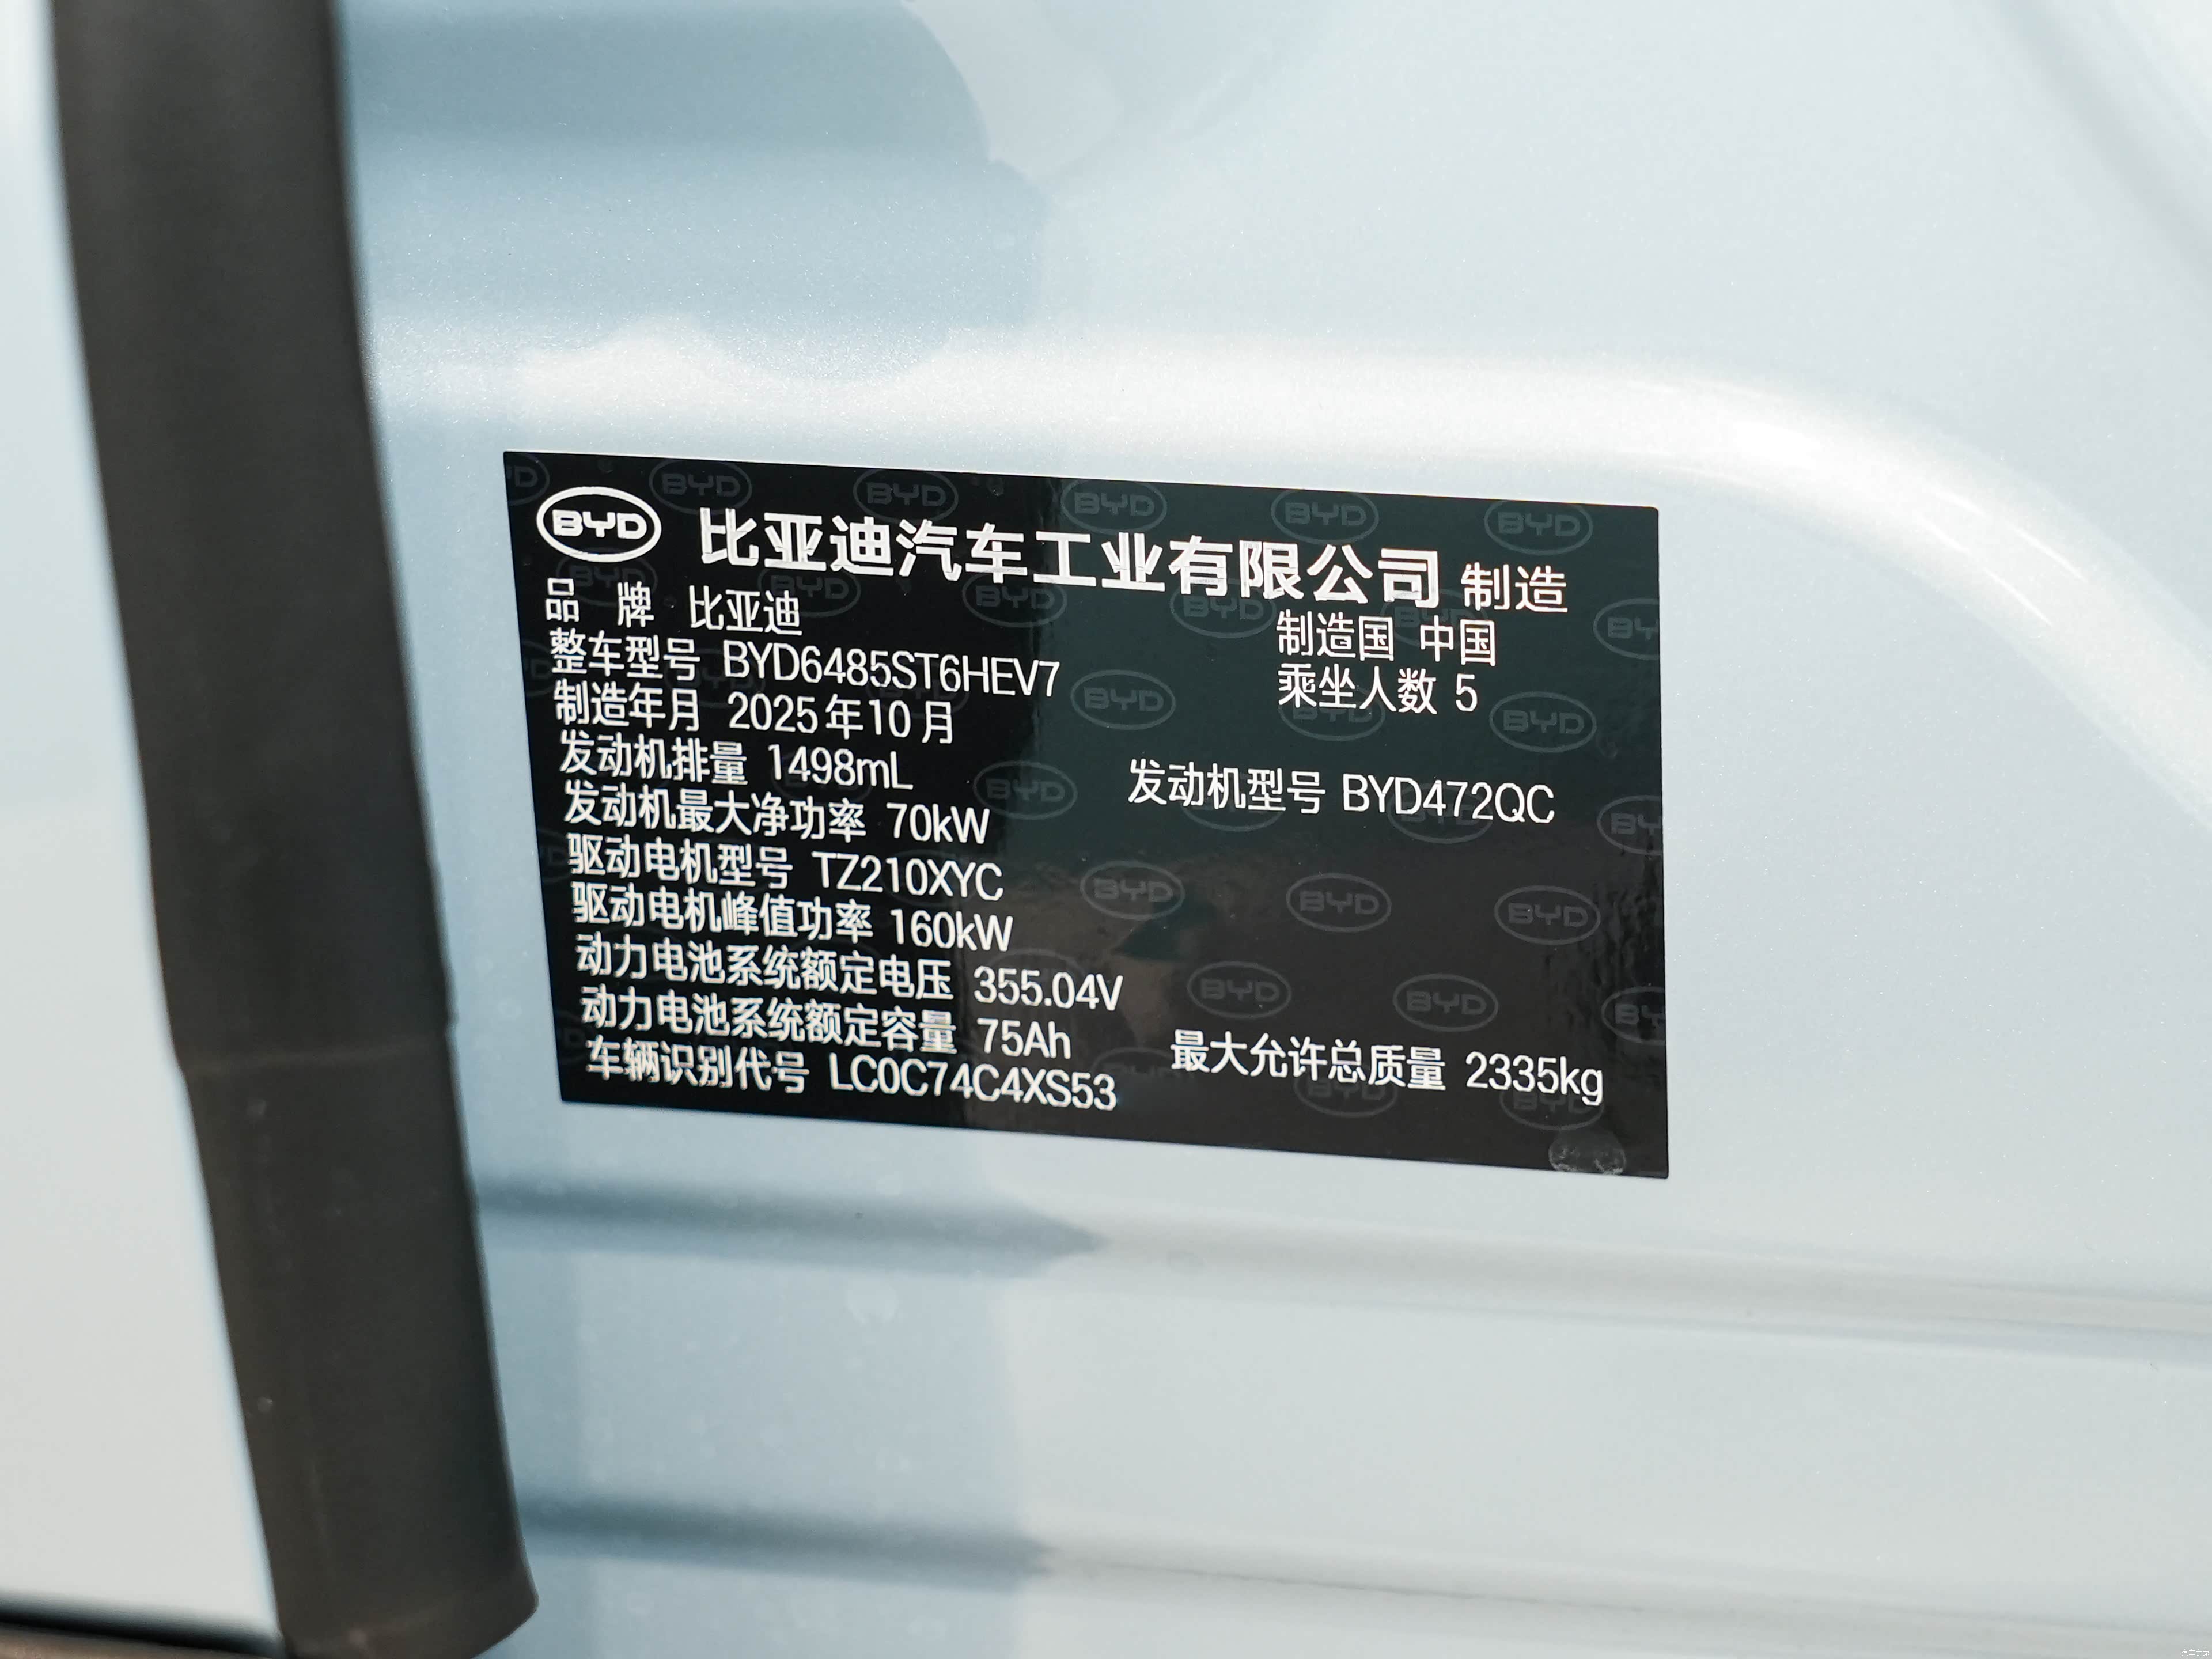 BYD 比亚迪汽车工业有限公司 制造
品 牌 比亚迪 制造国 中国
整车型号 BYD6485ST6HEV7 乘坐人数 5
制造年月 2025年10月
发动机排量 1498mL 发动机型号 BYD472QC
发动机最大净功率 70kW
驱动电机型号 TZ210XYC
驱动电机峰值功率 160kW
动力电池系统额定电压 355.04V
动力电池系统额定容量 75Ah 最大允许总质量 2335kg
车辆识别代号 LC0C74C4XS53
汽车之家